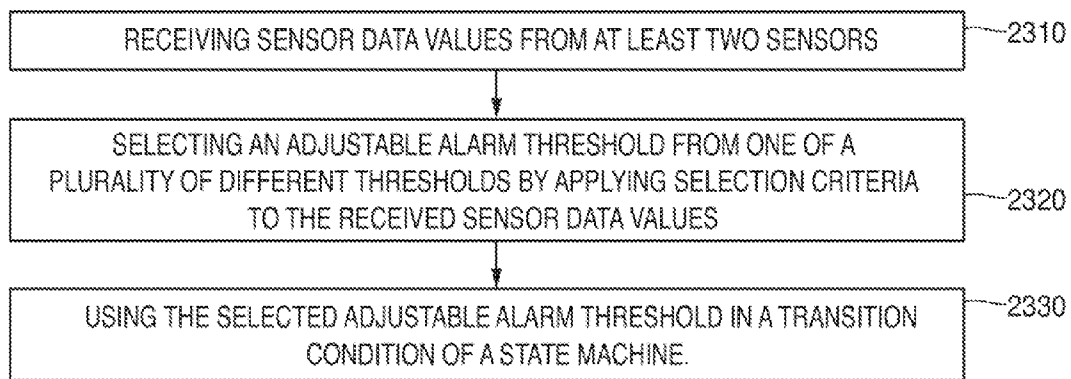 RECEIVING SENSOR DATA VALUES FROM AT LEAST TWO SENSORS
2310
SELECTING AN ADJUSTABLE ALARM THRESHOLD FROM ONE OF A
PLURALITY OF DIFFERENT THRESHOLDS BY APPLYING SELECTION CRITERIA
TO THE RECEIVED SENSOR DATA VALUES
2320
USING THE SELECTED ADJUSTABLE ALARM THRESHOLD IN A TRANSITION
CONDITION OF A STATE MACHINE.
2330